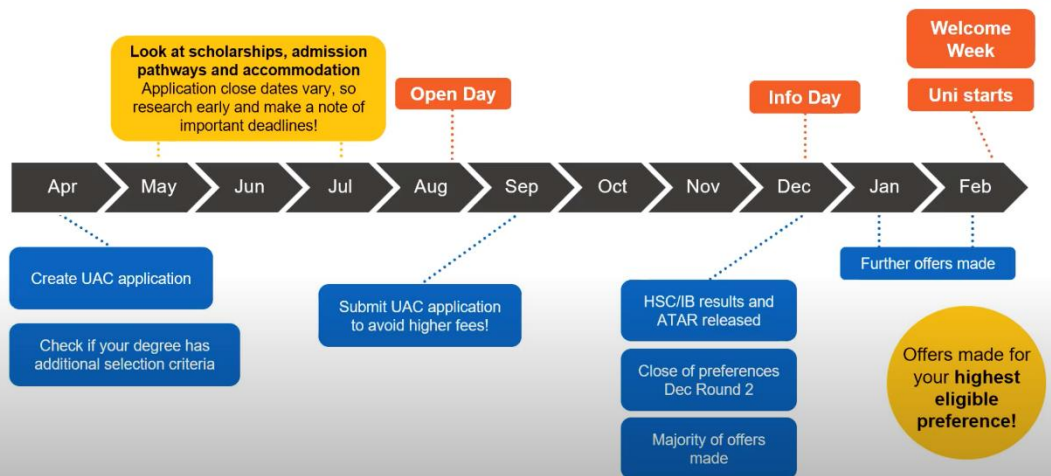 Look at scholarships, admission
pathways and accommodation
Application close dates vary, so
research early and make a note of
important deadlines!
Open Day
Info Day
Welcome
Week
Uni starts
Apr
May
Jun
Jul
Aug
Sep
Oct
Nov
Dec
Jan
Feb
Create UAC application
Check if your degree has
additional selection criteria
Submit UAC application
to avoid higher fees!
HSC/IB results and
ATAR released
Close of preferences
Dec Round 2
Majority of offers
made
Further offers made
Offers made for
your highest
eligible
preference!